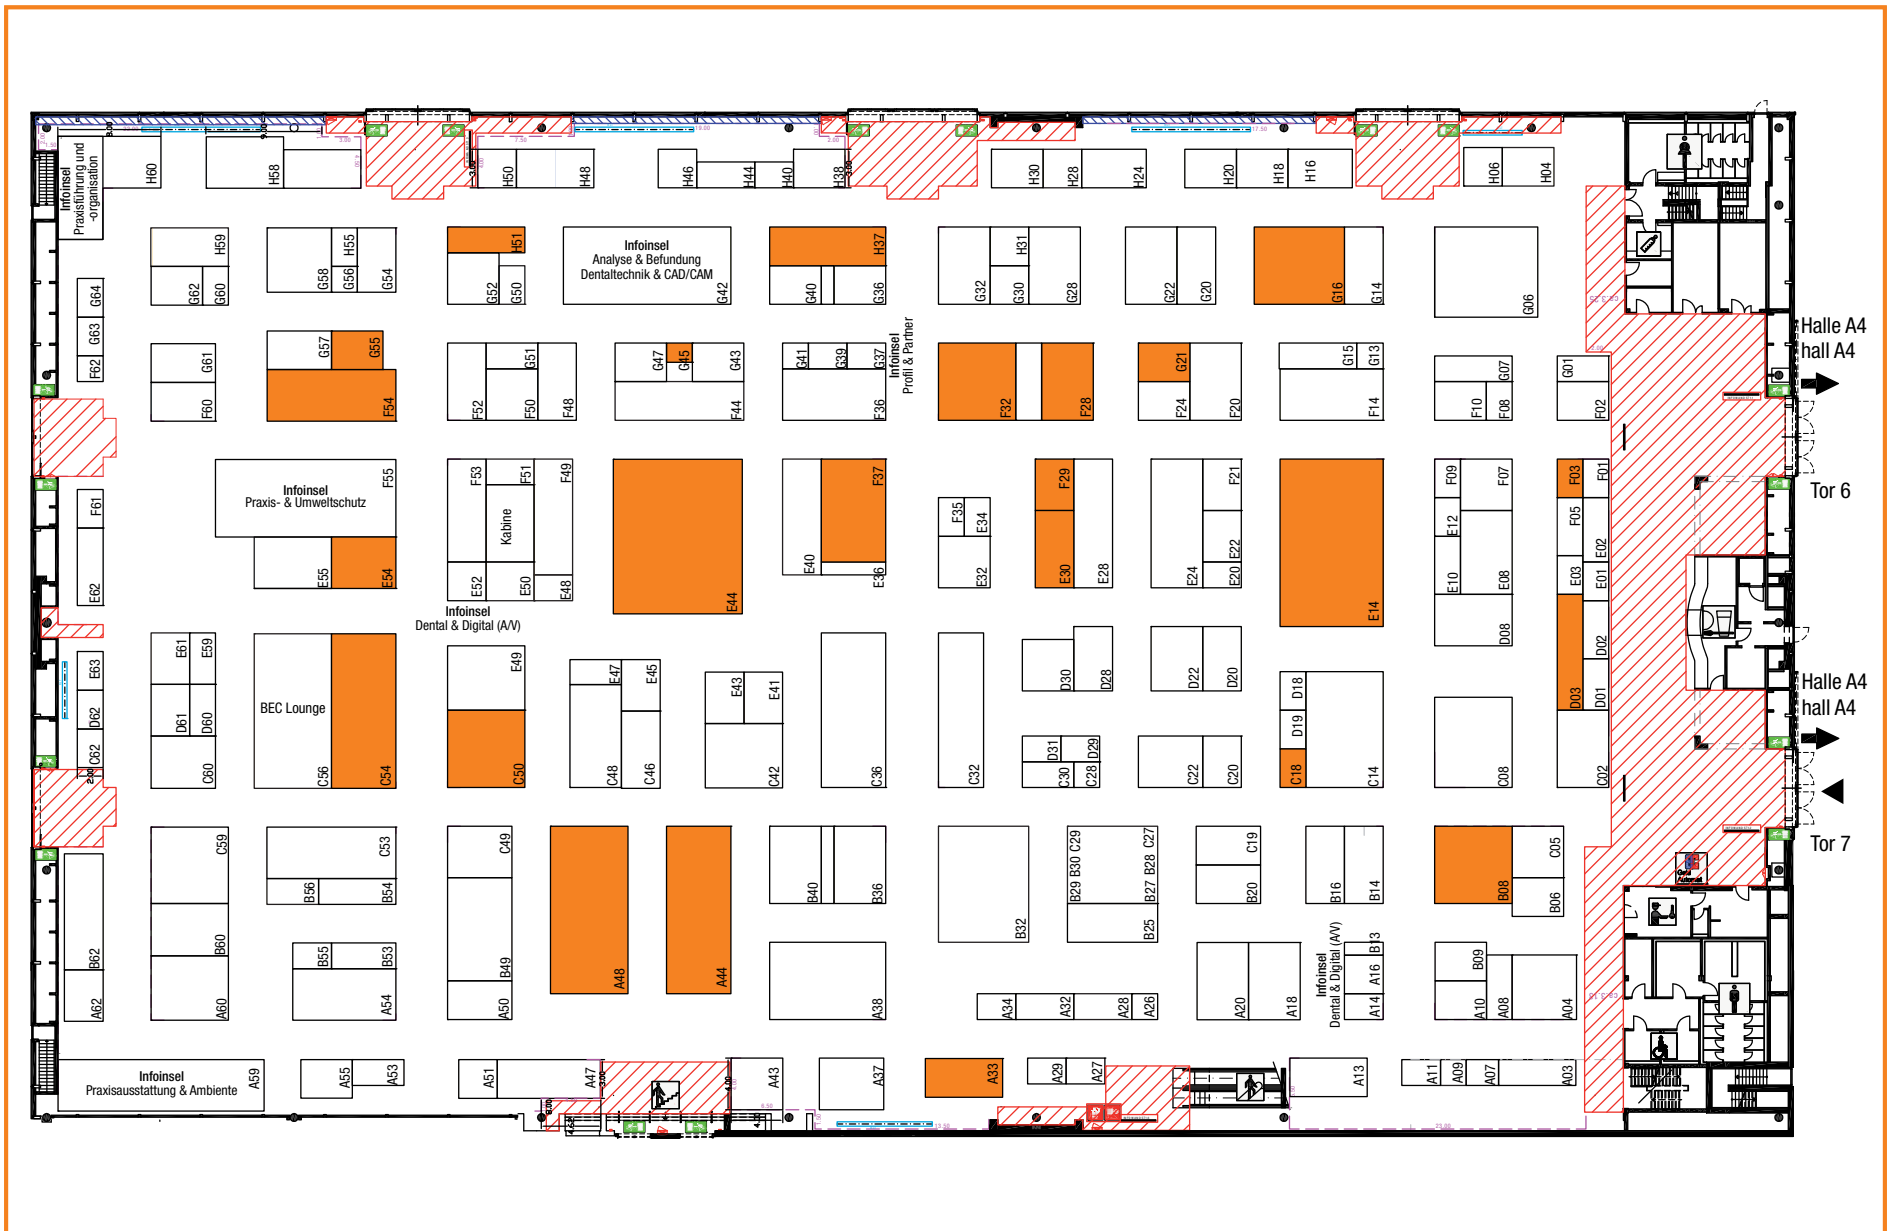 Infoinsel
Praxisführung und
-organisation
H60
H58
H50
H48
H46
H44
H40
H38
H30
H28
H24
H20
H18
H16
H06
H04
H59
G62
G60
H55
G58
G56
G54
H51
G52
G50
Infoinsel
Analyse & Befundung
Dentaltechnik & CAD/CAM
G42
H37
G40
G36
H31
G32
G30
G28
G22
G20
G16
G14
G06
G64
G63
F62
G61
F60
G57
G55
F54
G51
F52
F50
F48
G47
G45
G43
F44
G41
G39
G37
F36
Infoinsel
Profil & Partner
F32
F28
G21
F24
F20
G15
G13
F14
G07
F10
F08
G01
F02
Halle A4
hall A4
Tor 6
F61
E62
Infoinsel
Praxis- & Umweltschutz
F55
E55
E54
F53
F51
F49
Kabine
E52
E50
E48
Infoinsel
Dental & Digital (A/V)
E44
F37
E40
E36
F35
E34
E32
F29
E30
E28
F21
E24
E22
E20
E14
F09
F07
E12
E10
E08
D08
F03
F01
F05
E02
E03
E01
D02
D03
D01
C02
E63
D62
C62
E61
E59
D61
D60
C60
BEC Lounge
C56
C54
E49
C50
E47
E45
C48
C46
E43
E41
C42
C36
C32
D30
D28
D31
D29
C30
C28
D22
D20
C22
C20
D18
D19
C18
C14
C08
Halle A4
hall A4
Tor 7
B62
A62
C59
B60
A60
C53
B56
B54
B55
B53
A54
C49
B49
A50
A48
A44
B40
B36
A38
B32
C29
C27
B30
B28
B29
B27
B25
A34
A32
A28
A26
C19
B20
A20
A18
B16
B14
Infoinsel
Dental & Digital (A/V)
B13
A16
A14
B08
C05
B06
B09
A10
A08
A04
Geld
Automat
Infoinsel
Praxisausstattung & Ambiente
A59
A55
A53
A51
A47
A43
A37
A33
A29
A27
A13
A11
A09
A07
A03